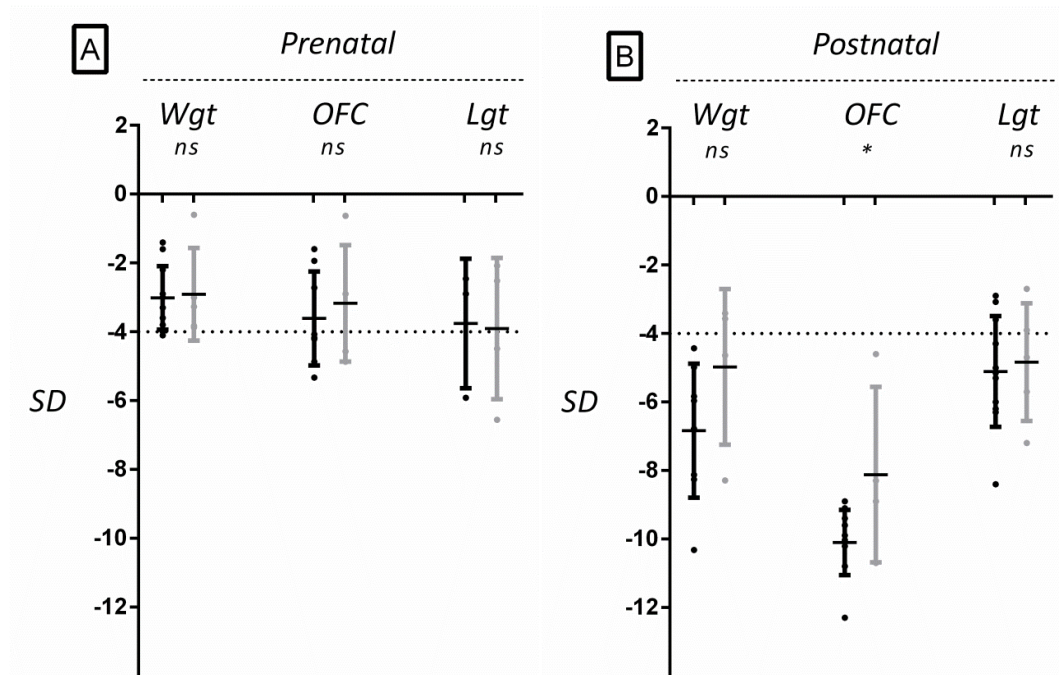 A
Prenatal
Wgt OFC Lgt
ns ns ns
2
0
-2
-4
-6
-8
-10
-12
SD
B
Postnatal
Wgt OFC Lgt
ns * ns
2
0
-2
-4
-6
-8
-10
-12
SD